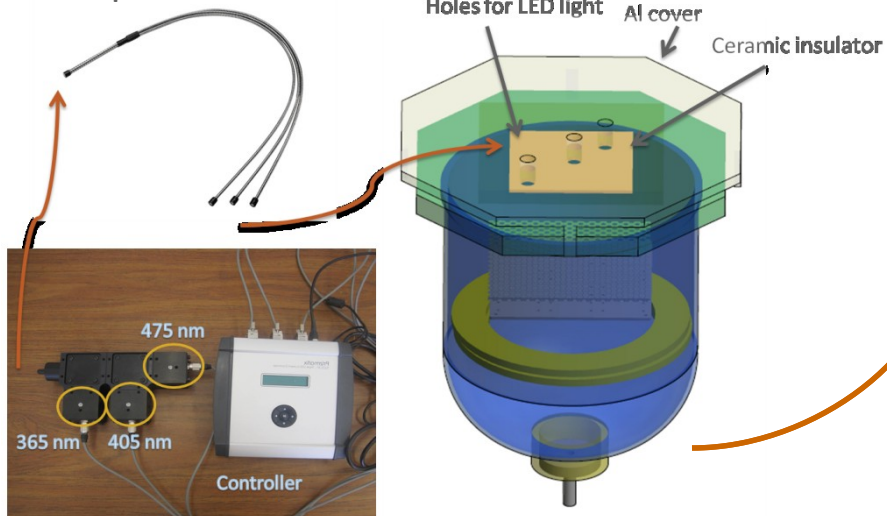 Holes for LED light
Al cover
Ceramic insulator
475 nm
365 nm
405 nm
Controller